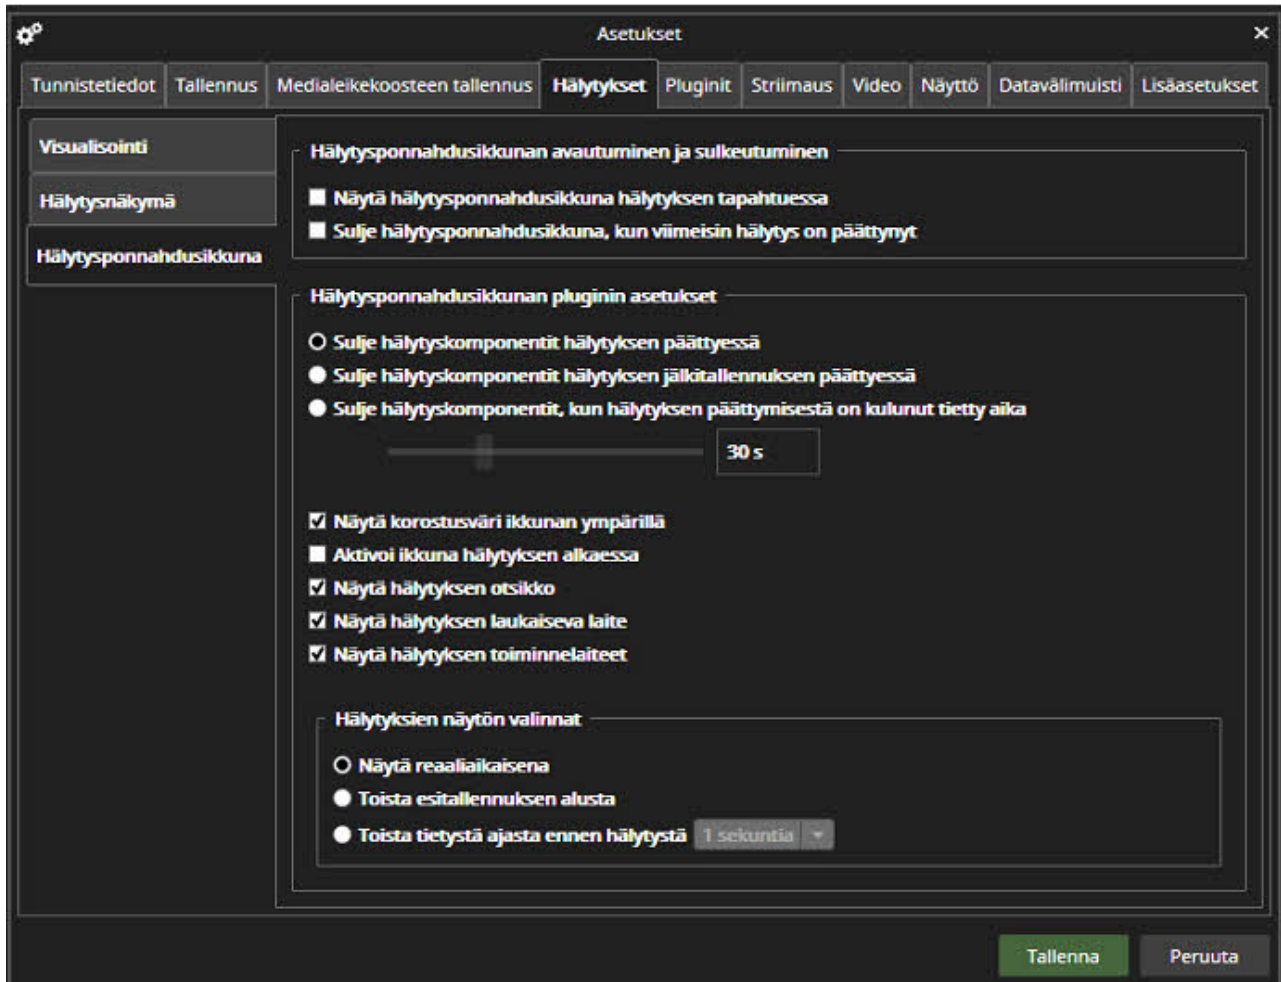 Asetukset
Tunnistetiedot Tallennus Medialeikekoosteen tallennus Hälytykset Pluginit Striimaus Video Näyttö Datavälimuisti Lisäasetukset
Visualisointi
Hälytysnäkymä
Hälytysponnahdusikkuna
Hälytysponnahdusikkunan avautuminen ja sulkeutuminen
Näytä hälytysponnahdusikkuna hälytyksen tapahtuessa
Sulje hälytysponnahdusikkuna, kun viimeisin hälytys on päättynyt
Hälytysponnahdusikkunan pluginin asetukset
Sulje hälytyskomponentit hälytyksen päättyessä
Sulje hälytyskomponentit hälytyksen jälkitallennuksen päättyessä
Sulje hälytyskomponentit, kun hälytyksen päättymisestä on kulunut tietty aika
30 s
Näytä korostusväri ikkunan ympärillä
Aktivoi ikkuna hälytyksen alkaessa
Näytä hälytyksen otsikko
Näytä hälytyksen laukaiseva laite
Näytä hälytyksen toiminnelaiteet
Hälytyksien näytön valinnat
Näytä reaaliaikaisena
Toista esitallennuksen alusta
Toista tietystä ajasta ennen hälytystä 1 sekuntia
Tallenna Peruuta